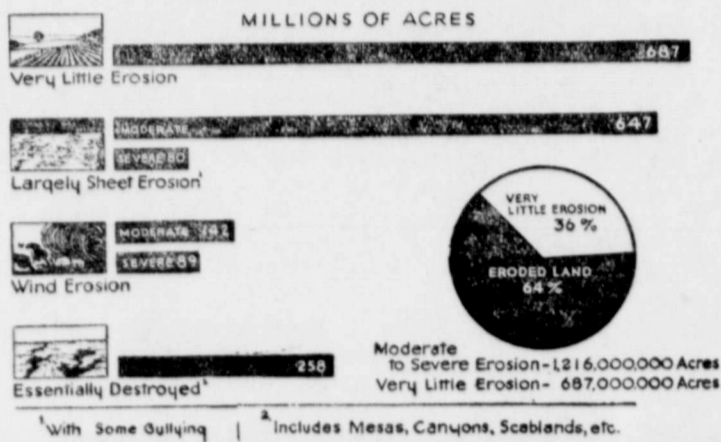 MILLIONS OF ACRES
687
Very Little Erosion
MODERATE 647
SEVERE 80
Largely Sheet Erosion¹
MODERATE 142
SEVERE 89
Wind Erosion
258
Essentially Destroyed²
VERY
LITTLE EROSION
36%
ERODED LAND
64%
Moderate
to Severe Erosion-1,216,000,000 Acres
Very Little Erosion- 687,000,000 Acres
¹With Some Gullying | ²Includes Mesas, Canyons, Scablands, etc.